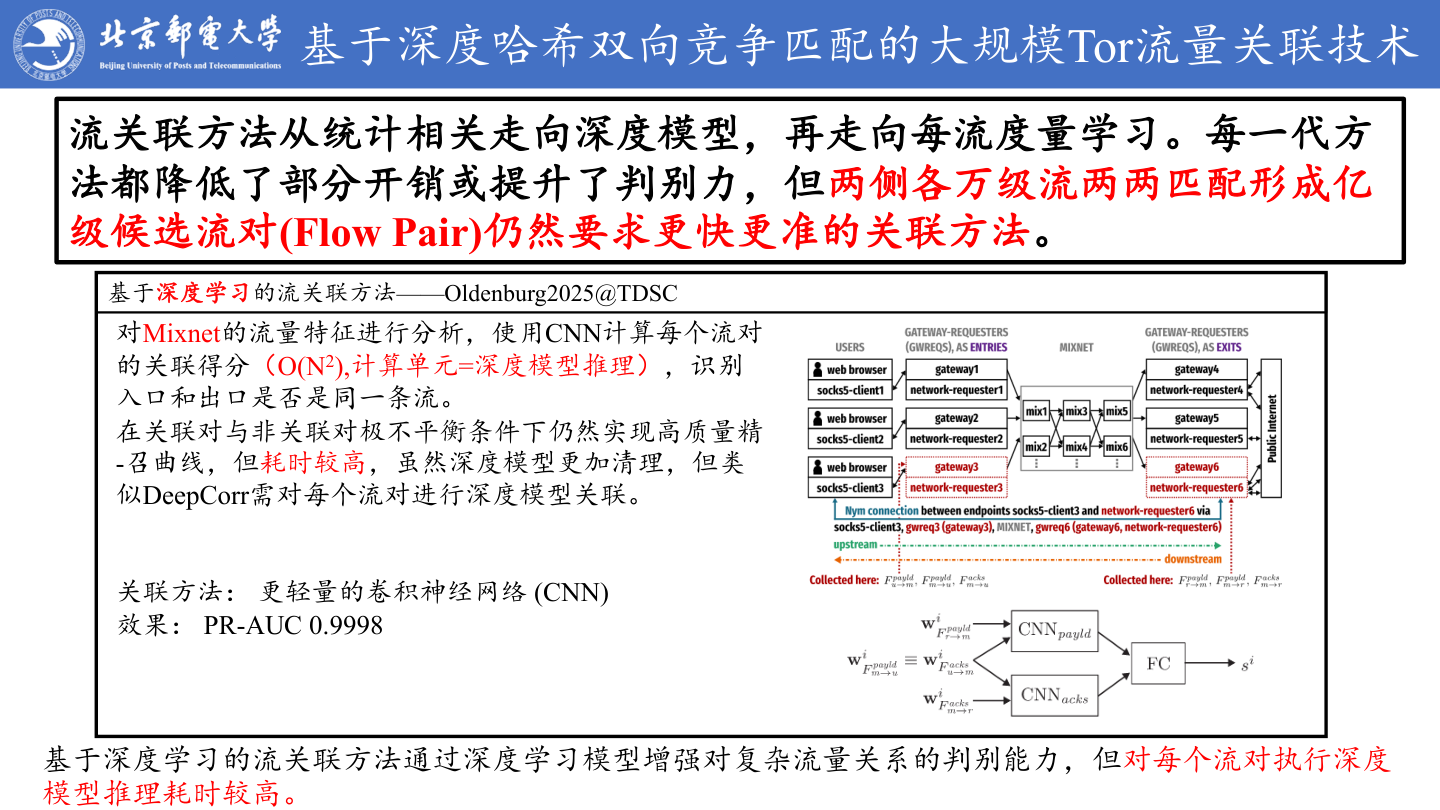 北京郵電大學
Beijing University of Posts and Telecommunications
基于深度哈希双向竞争匹配的大规模Tor流量关联技术
流关联方法从统计相关走向深度模型，再走向每流度量学习。每一代方
法都降低了部分开销或提升了判别力，但两侧各万级流两两匹配形成亿
级候选流对(Flow Pair)仍然要求更快更准的关联方法。
基于深度学习的流关联方法——Oldenburg2025@TDSC
对Mixnet的流量特征进行分析，使用CNN计算每个流对
的关联得分（O(N²),计算单元=深度模型推理），识别
入口和出口是否是同一条流。
在关联对与非关联对极不平衡条件下仍然实现高质量精
-召曲线，但耗时较高，虽然深度模型更加清理，但类
似DeepCorr需对每个流对进行深度模型关联。
关联方法： 更轻量的卷积神经网络 (CNN)
效果： PR-AUC 0.9998
USERS
GATEWAY-REQUESTERS
(GWREQS), AS ENTRIES
MIXNET
GATEWAY-REQUESTERS
(GWREQS), AS EXITS
web browser
socks5-client1
gateway1
network-requester1
gateway4
network-requester4
web browser
socks5-client2
gateway2
network-requester2
mix1 mix3 mix5
mix2 mix4 mix6
gateway5
network-requester5
web browser
socks5-client3
gateway3
network-requester3
gateway6
network-requester6
Public Internet
Nym connection between endpoints socks5-client3 and network-requester6 via
socks5-client3, gwreq3 (gateway3), MIXNET, gwreq6 (gateway6, network-requester6)
upstream
downstream
Collected here: F^{payld}_{u→m}, F^{payld}_{m→u}, F^{acks}_{m→u}
Collected here: F^{payld}_{r→m}, F^{payld}_{m→r}, F^{acks}_{m→r}
w^i_{F^{payld}_{r→m}}
w^i_{F^{payld}_{m→u}} ≡ w^i_{F^{acks}_{u→m}}
w^i_{F^{acks}_{m→r}}
CNN_{payld}
CNN_{acks}
FC
s^i
基于深度学习的流关联方法通过深度学习模型增强对复杂流量关系的判别能力，但对每个流对执行深度
模型推理耗时较高。